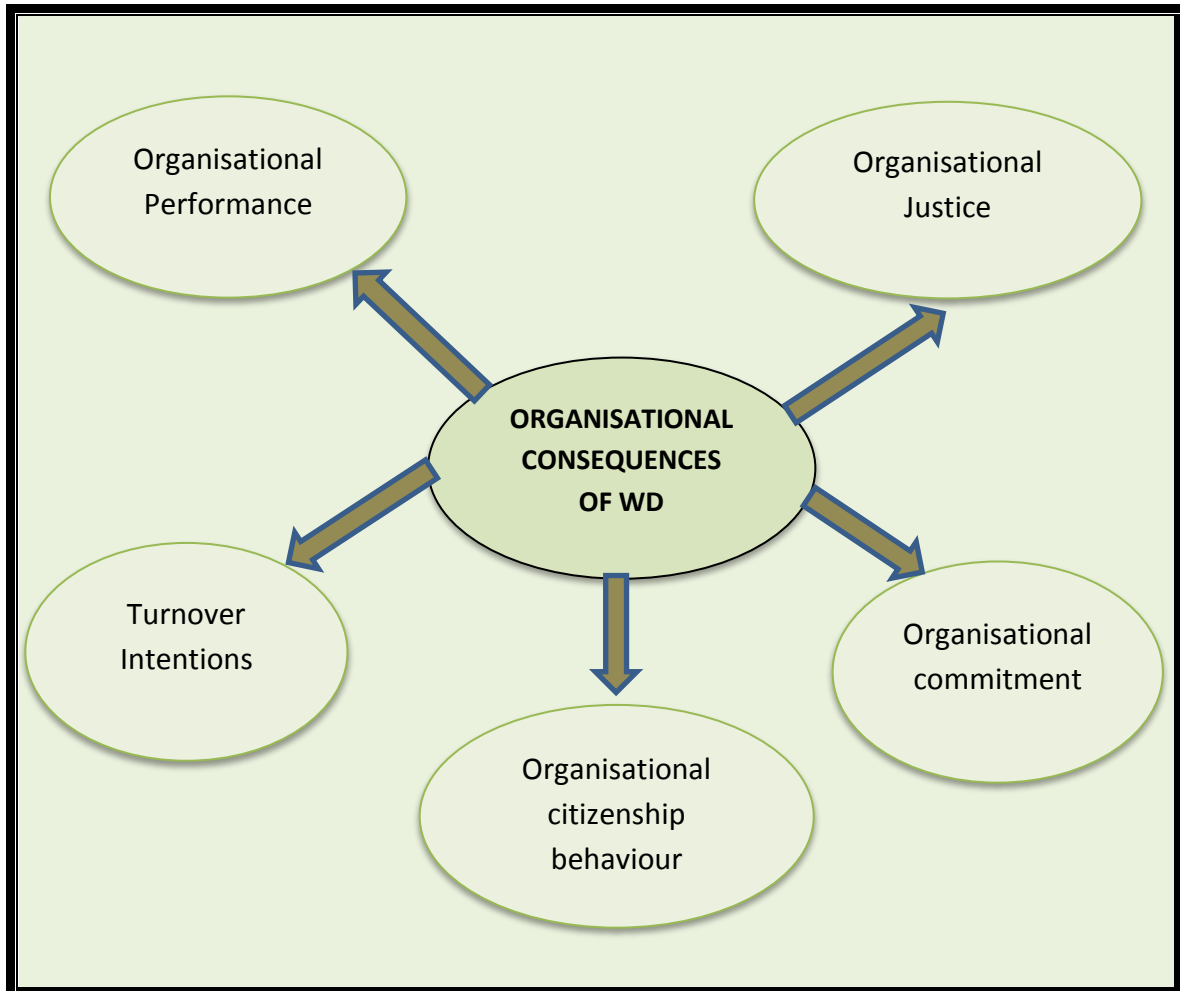 Organisational
Performance
Organisational
Justice
ORGANISATIONAL
CONSEQUENCES
OF WD
Turnover
Intentions
Organisational
commitment
Organisational
citizenship
behaviour